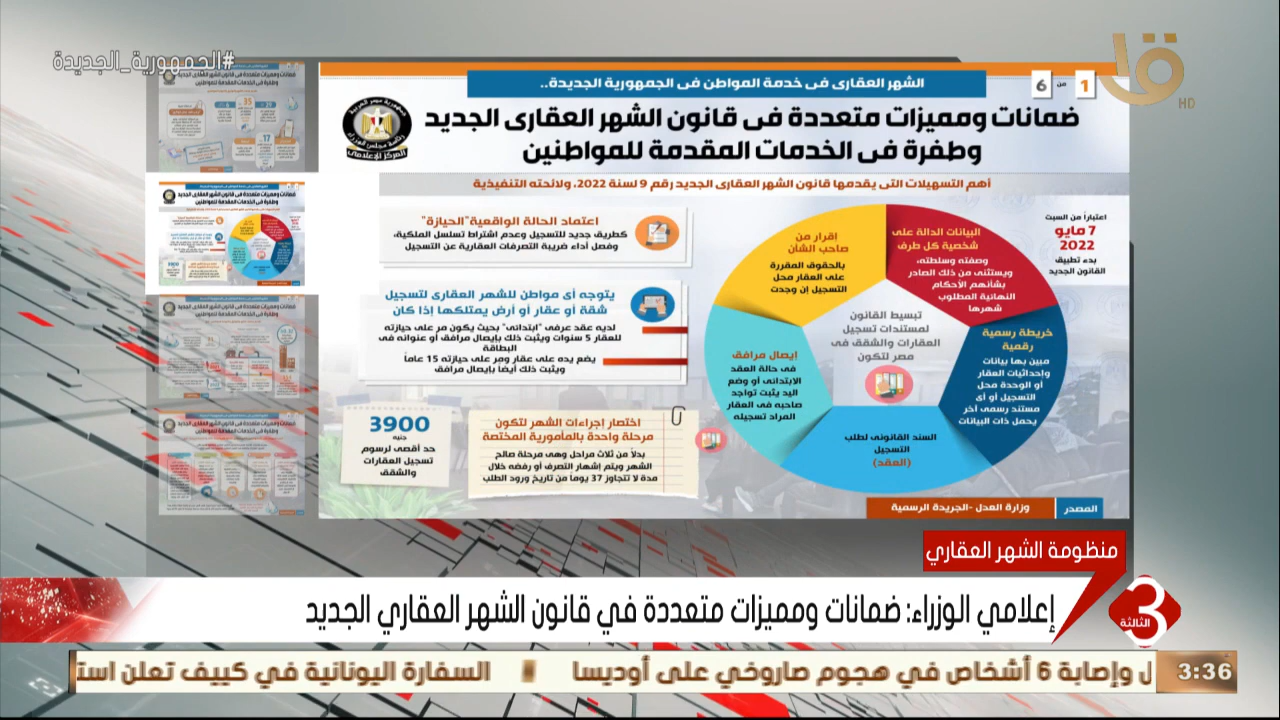 #الجمهورية_الجديدة
HD
1 من 6
الشهر العقارى فى خدمة المواطن فى الجمهورية الجديدة..
ضمانات ومميزات متعددة فى قانون الشهر العقارى الجديد
وطفرة فى الخدمات المقدمة للمواطنين
جمهورية مصر العربية
رئاسة مجلس الوزراء
المركز الإعلامى
أهم التسهيلات التى يقدمها قانون الشهر العقارى الجديد رقم 9 لسنة 2022، ولائحته التنفيذية
اعتباراً من السبت
7 مايو
2022
بدء تطبيق
القانون الجديد
البيانات الدالة على
شخصية كل طرف
وصفته وسلطته،
ويستثنى من ذلك الصادر
بشأنهم الأحكام
النهائية المطلوب
شهرها
إقرار من
صاحب الشأن
بالحقوق المقررة
على العقار محل
التسجيل إن وجدت
تبسيط القانون
لمستندات تسجيل
العقارات والشقق فى
مصر لتكون
خريطة رسمية
رقمية
مبين بها بيانات
وإحداثيات العقار
أو الوحدة محل
التسجيل أو أى
مستند رسمى آخر
يحمل ذات البيانات
إيصال مرافق
فى حالة العقد
الابتدائى أو وضع
اليد يثبت تواجد
صاحبه فى العقار
المراد تسجيله
السند القانونى لطلب
التسجيل
(العقد)
اعتماد الحالة الواقعية "الحيازة"
كطريق جديد للتسجيل وعدم اشتراط تسلسل الملكية،
وفصل أداء ضريبة التصرفات العقارية عن التسجيل
يتوجه أى مواطن للشهر العقارى لتسجيل
شقة أو عقار أو أرض يمتلكها إذا كان
لديه عقد عرفى "ابتدائى" بحيث يكون مر على حيازته
للعقار 5 سنوات ويثبت ذلك بإيصال مرافق أو عنوانه فى
البطاقة
يضع يده على عقار ومر على حيازته 15 عاماً
ويثبت ذلك أيضاً بإيصال مرافق
اختصار إجراءات الشهر لتكون
مرحلة واحدة بالمأمورية المختصة
بدلاً من ثلاث مراحل وهى مرحلة صالح
الشهر ويتم إشهار التصرف أو رفضه خلال
مدة لا تتجاوز 37 يوماً من تاريخ ورود الطلب
3900
جنيه
حد أقصى لرسوم
تسجيل العقارات
والشقق
المصدر
وزارة العدل -الجريدة الرسمية
منظومة الشهر العقاري
إعلامي الوزراء: ضمانات ومميزات متعددة في قانون الشهر العقاري الجديد
3
الثالثة
وإصابة 6 أشخاص في هجوم صاروخي على أوديسا
السفارة اليونانية في كييف تعلن
3:36